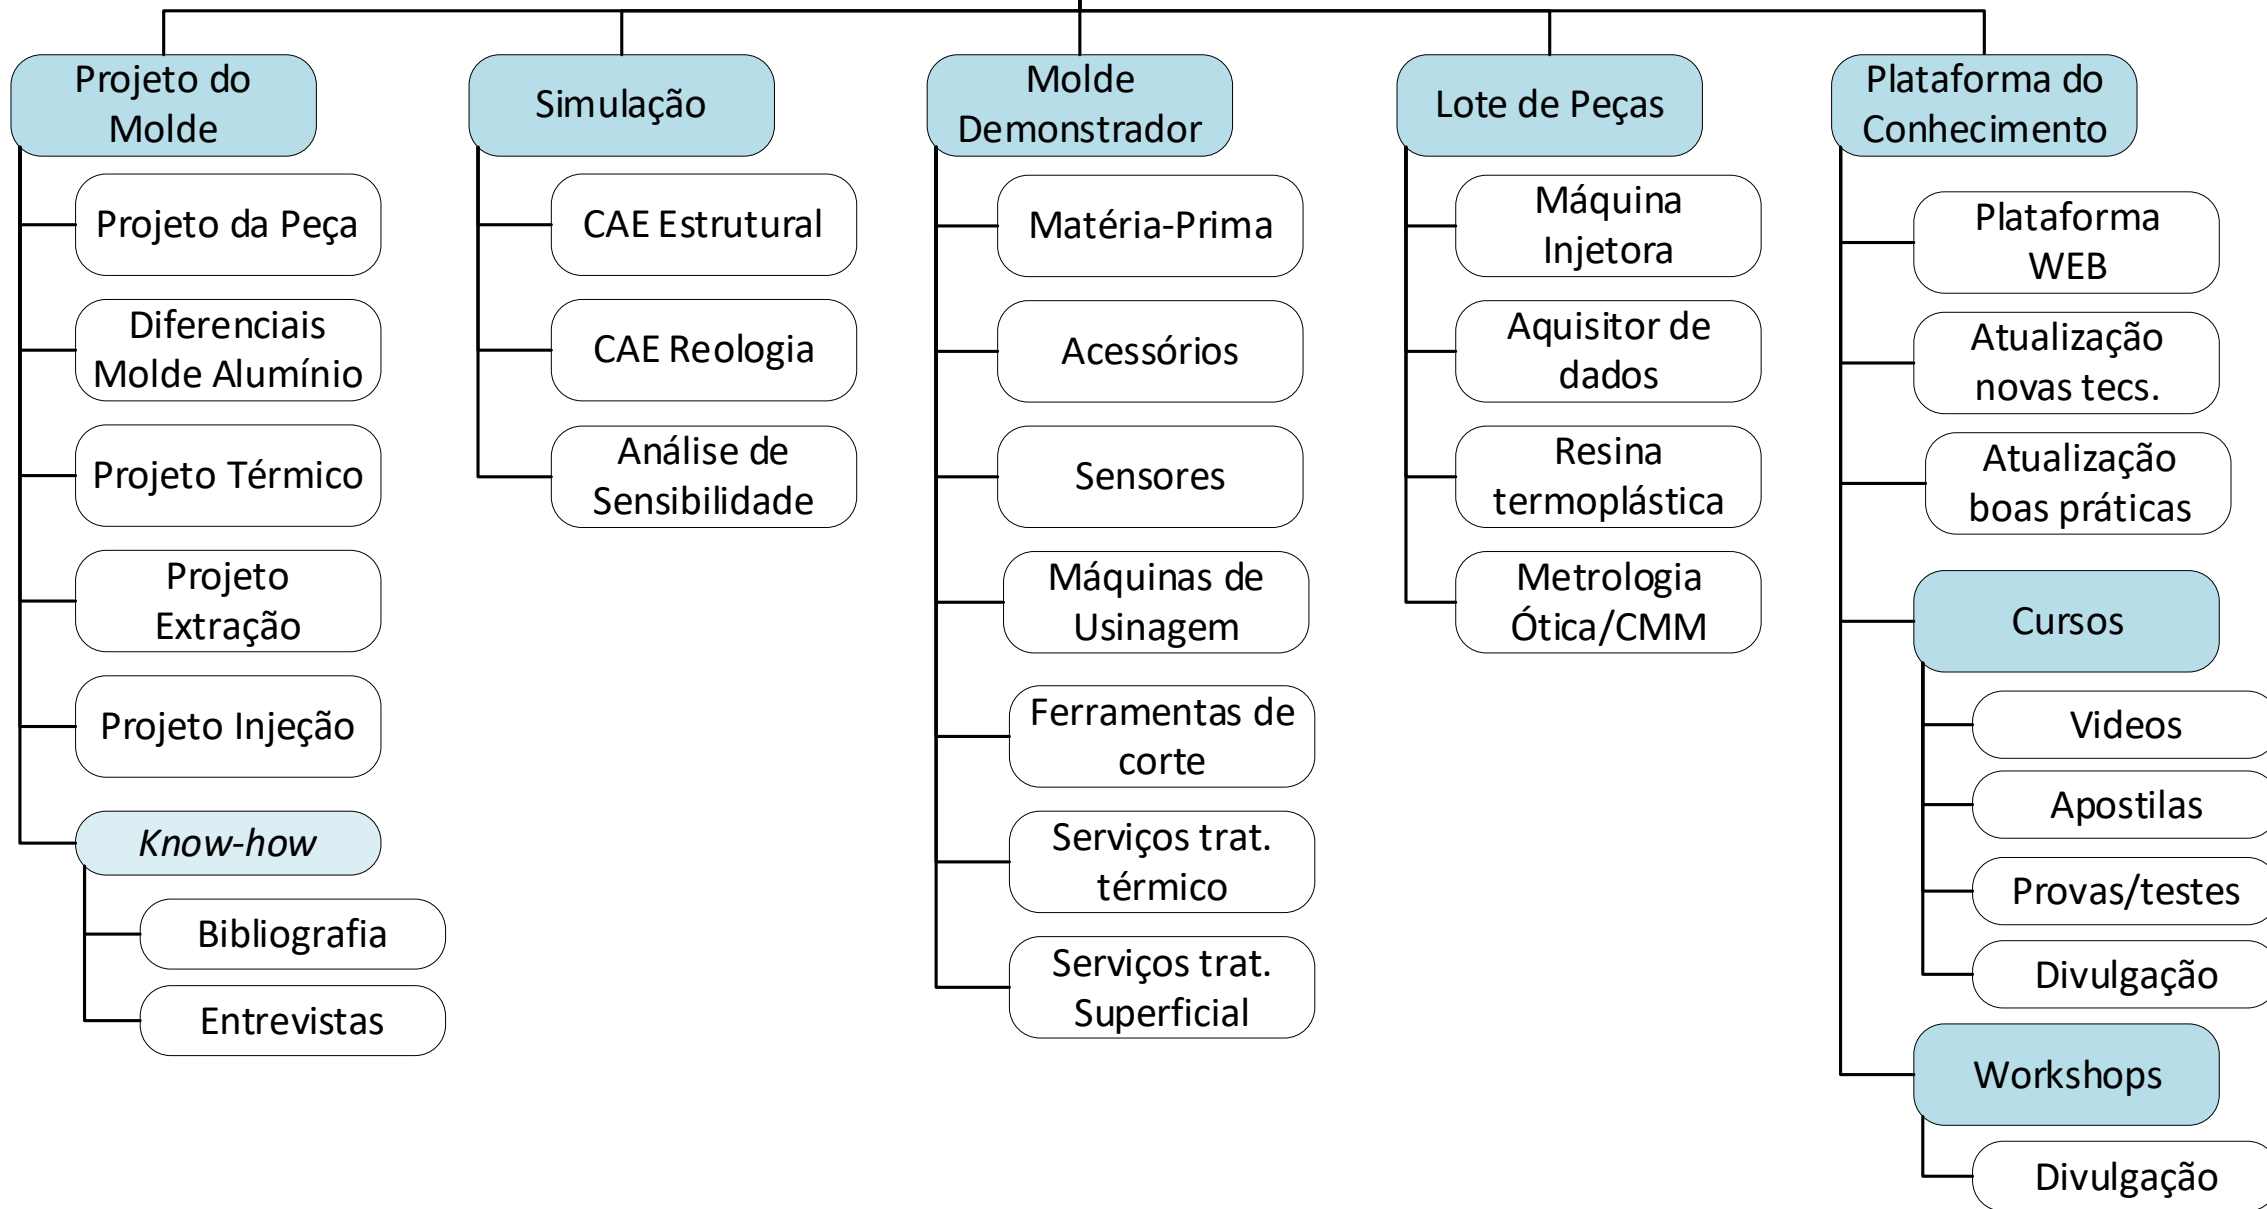 Projeto do
Molde
Projeto da Peça
Diferenciais
Molde Alumínio
Projeto Térmico
Projeto
Extração
Projeto Injeção
Know-how
Bibliografia
Entrevistas
Simulação
CAE Estrutural
CAE Reologia
Análise de
Sensibilidade
Molde
Demonstrador
Matéria-Prima
Acessórios
Sensores
Máquinas de
Usinagem
Ferramentas de
corte
Serviços trat.
térmico
Serviços trat.
Superficial
Lote de Peças
Máquina
Injetora
Aquisitor de
dados
Resina
termoplástica
Metrologia
Ótica/CMM
Plataforma do
Conhecimento
Plataforma
WEB
Atualização
novas tecs.
Atualização
boas práticas
Cursos
Videos
Apostilas
Provas/testes
Divulgação
Workshops
Divulgação